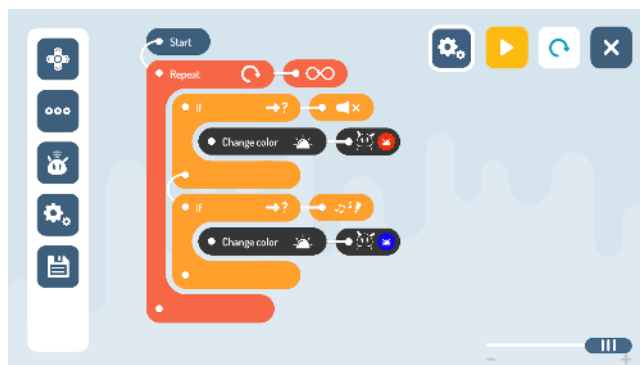 Start
Repeat
If
→?
Change color
If
→?
Change color
- +